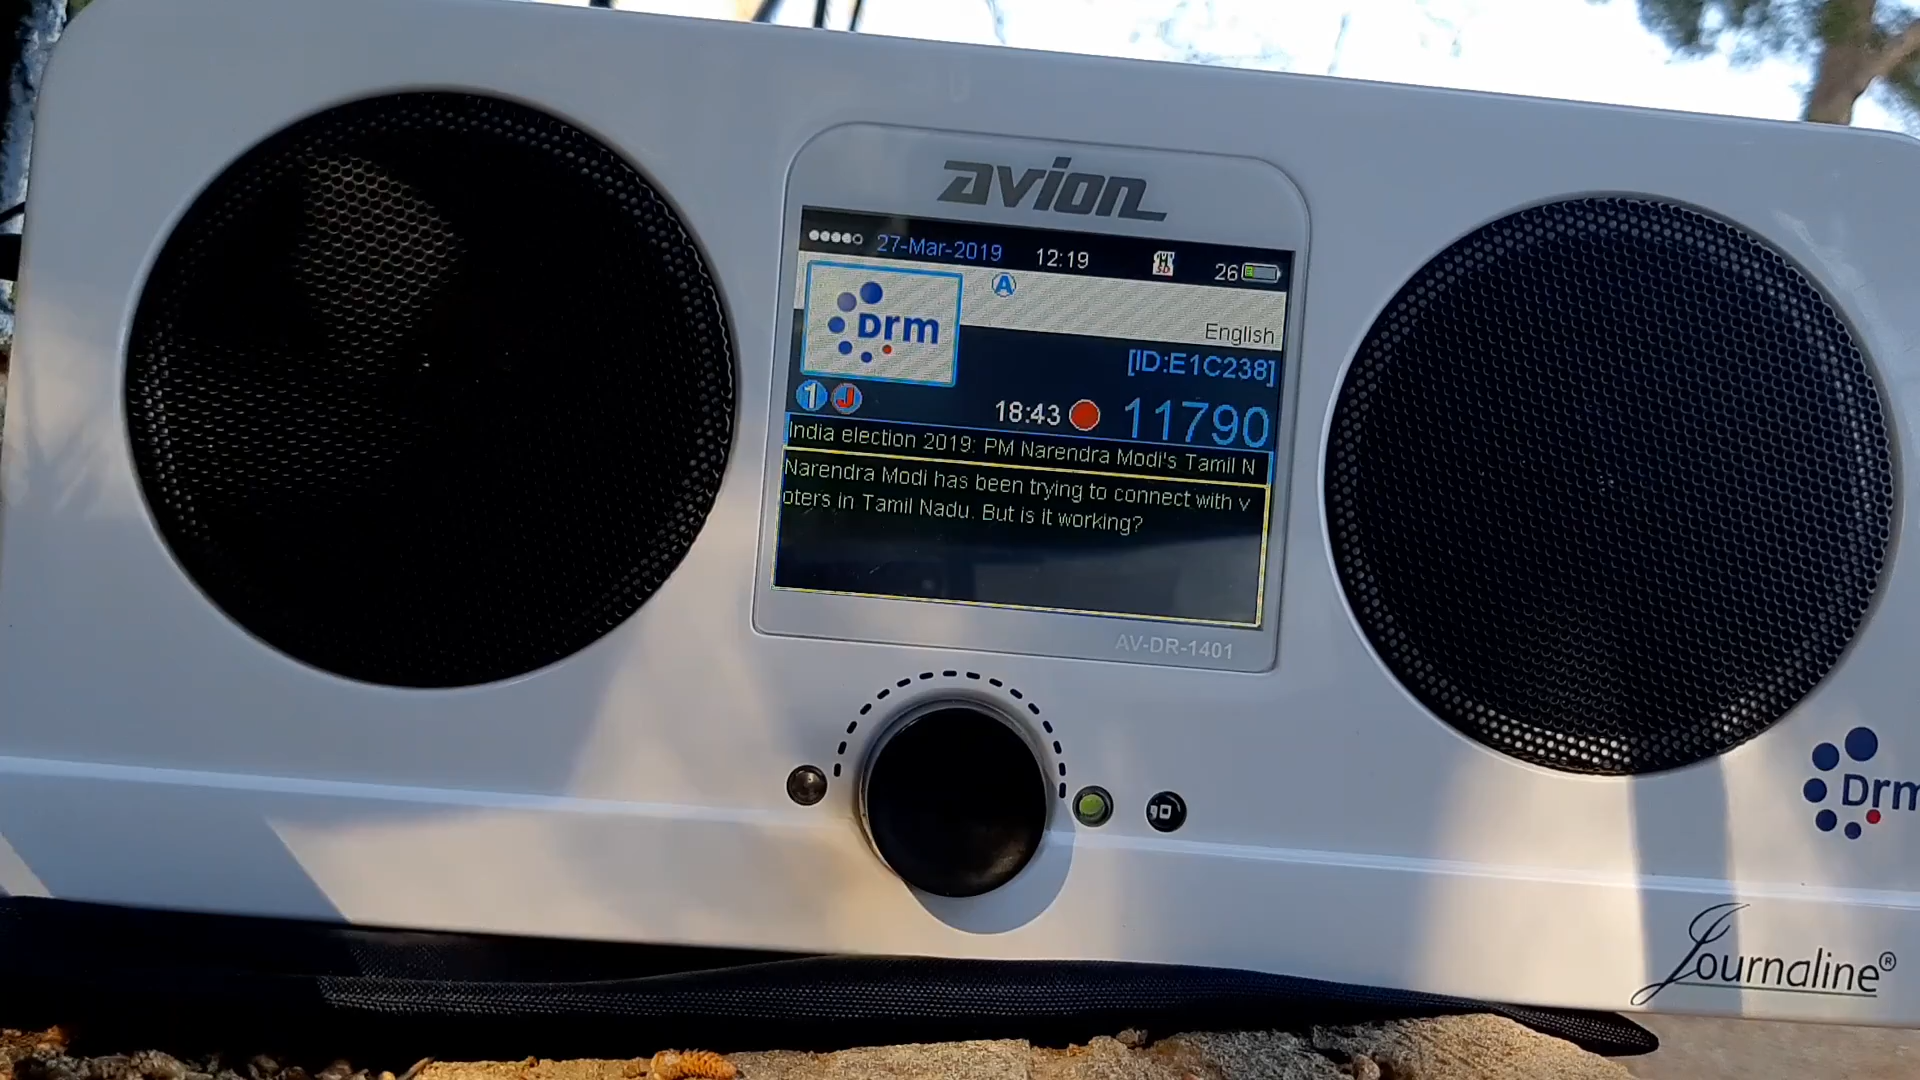 avion
27-Mar-2019 12:19 SD 26
Drm
A
English
[ID:E1C238]
1 J 18:43 11790
India election 2019: PM Narendra Modi's Tamil N
Narendra Modi has been trying to connect with v
oters in Tamil Nadu. But is it working?
AV-DR-1401
Drm
Journaline®